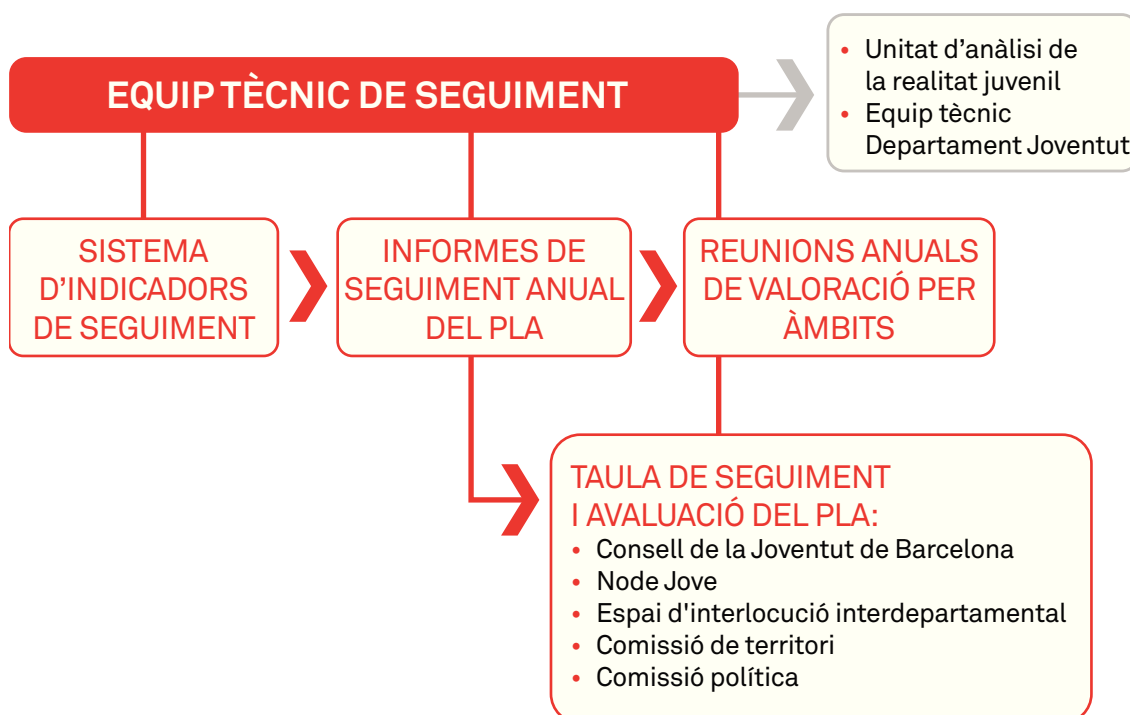 EQUIP TÈCNIC DE SEGUIMENT
• Unitat d’anàlisi de
la realitat juvenil
• Equip tècnic
Departament Joventut
SISTEMA
D’INDICADORS
DE SEGUIMENT
INFORMES DE
SEGUIMENT ANUAL
DEL PLA
REUNIONS ANUALS
DE VALORACIÓ PER
ÀMBITS
TAULA DE SEGUIMENT
I AVALUACIÓ DEL PLA:
• Consell de la Joventut de Barcelona
• Node Jove
• Espai d'interlocució interdepartamental
• Comissió de territori
• Comissió política